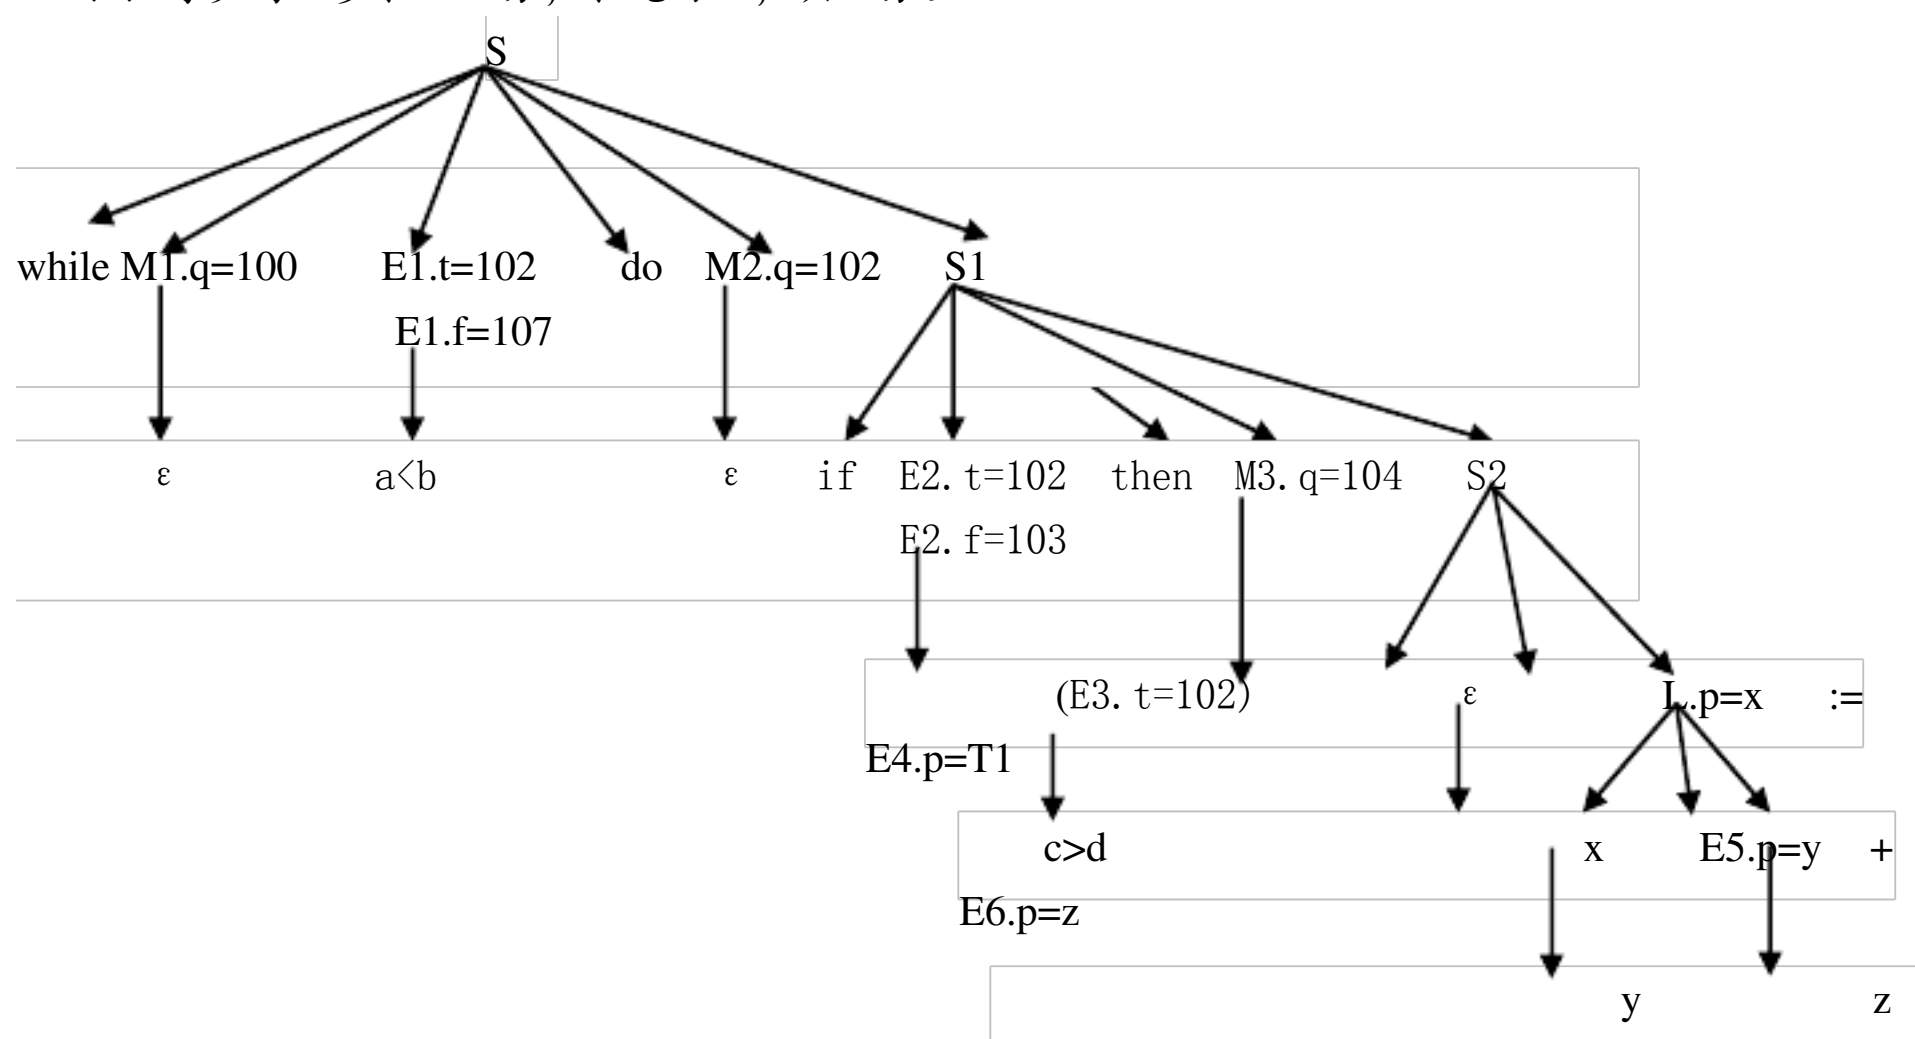 S
while M1.q=100 E1.t=102 do M2.q=102 S1
E1.f=107
ε a<b ε if E2.t=102 then M3.q=104 S2
E2.f=103
(E3.t=102) ε L.p=x :=
E4.p=T1
c>d x E5.p=y +
E6.p=z
y z